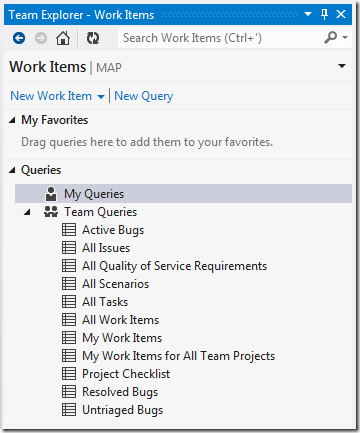 Team Explorer - Work Items
Search Work Items (Ctrl+')
Work Items | MAP
New Work Item | New Query
My Favorites
Drag queries here to add them to your favorites.
Queries
My Queries
Team Queries
Active Bugs
All Issues
All Quality of Service Requirements
All Scenarios
All Tasks
All Work Items
My Work Items
My Work Items for All Team Projects
Project Checklist
Resolved Bugs
Untriaged Bugs